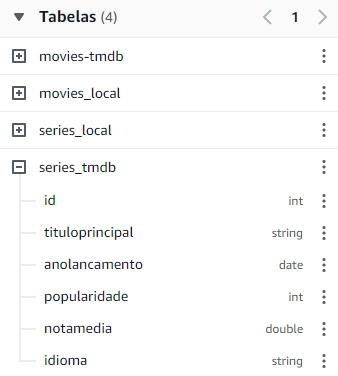 Tabelas (4) 1
movies-tmdb
movies_local
series_local
series_tmdb
id int
tituloprincipal string
anolancamento date
popularidade int
notamedia double
idioma string